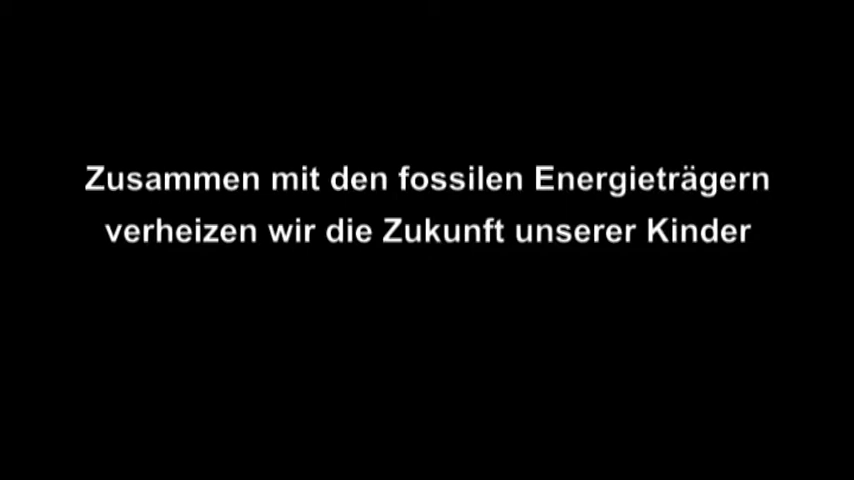 Zusammen mit den fossilen Energieträgern
verheizen wir die Zukunft unserer Kinder